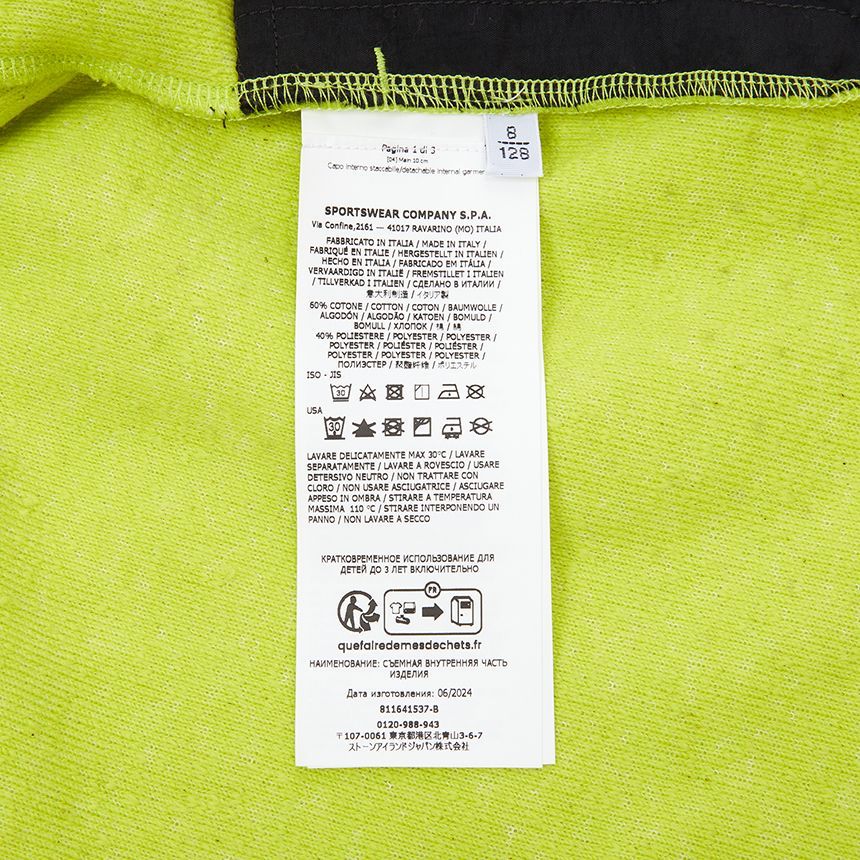 8
128
Pagina 1 di 3
[04] Main 10 cm
Capo interno staccabile/detachable internal garmen
SPORTSWEAR COMPANY S.P.A.
Via Confine,2161 — 41017 RAVARINO (MO) ITALIA
FABBRICATO IN ITALIA / MADE IN ITALY /
FABRIQUÉ EN ITALIE / HERGESTELLT IN ITALIEN /
HECHO EN ITALIA / FABRICADO EM ITÁLIA /
VERVAARDIGD IN ITALIË / FREMSTILLET I ITALIEN
/ TILLVERKAD I ITALIEN / СДЕЛАНО В ИТАЛИИ /
意大利制造 / イタリア製
60% COTONE / COTTON / COTON / BAUMWOLLE /
ALGODÓN / ALGODÃO / KATOEN / BOMULD /
BOMULL / ХЛОПОК / 棉 / 綿
40% POLIESTERE / POLYESTER / POLYESTER /
POLYESTER / POLIÉSTER / POLIÉSTER /
POLYESTER / POLYESTER / POLYESTER /
ПОЛИЭСТЕР / 聚酯纤维 / ポリエステル
ISO - JIS
30
USA
30
LAVARE DELICATAMENTE MAX 30°C / LAVARE
SEPARATAMENTE / LAVARE A ROVESCIO / USARE
DETERSIVO NEUTRO / NON TRATTARE CON
CLORO / NON USARE ASCIUGATRICE / ASCIUGARE
APPESO IN OMBRA / STIRARE A TEMPERATURA
MASSIMA 110 °C / STIRARE INTERPONENDO UN
PANNO / NON LAVARE A SECCO
КРАТКОВРЕМЕННОЕ ИСПОЛЬЗОВАНИЕ ДЛЯ
ДЕТЕЙ ДО 3 ЛЕТ ВКЛЮЧИТЕЛЬНО
FR
quefairedemesdechets.fr
НАИМЕНОВАНИЕ: СЪЕМНАЯ ВНУТРЕННЯЯ ЧАСТЬ
ИЗДЕЛИЯ
Дата изготовления: 06/2024
811641537-B
0120-988-943
〒107-0061 東京都港区北青山3-6-7
ストーンアイランドジャパン株式会社